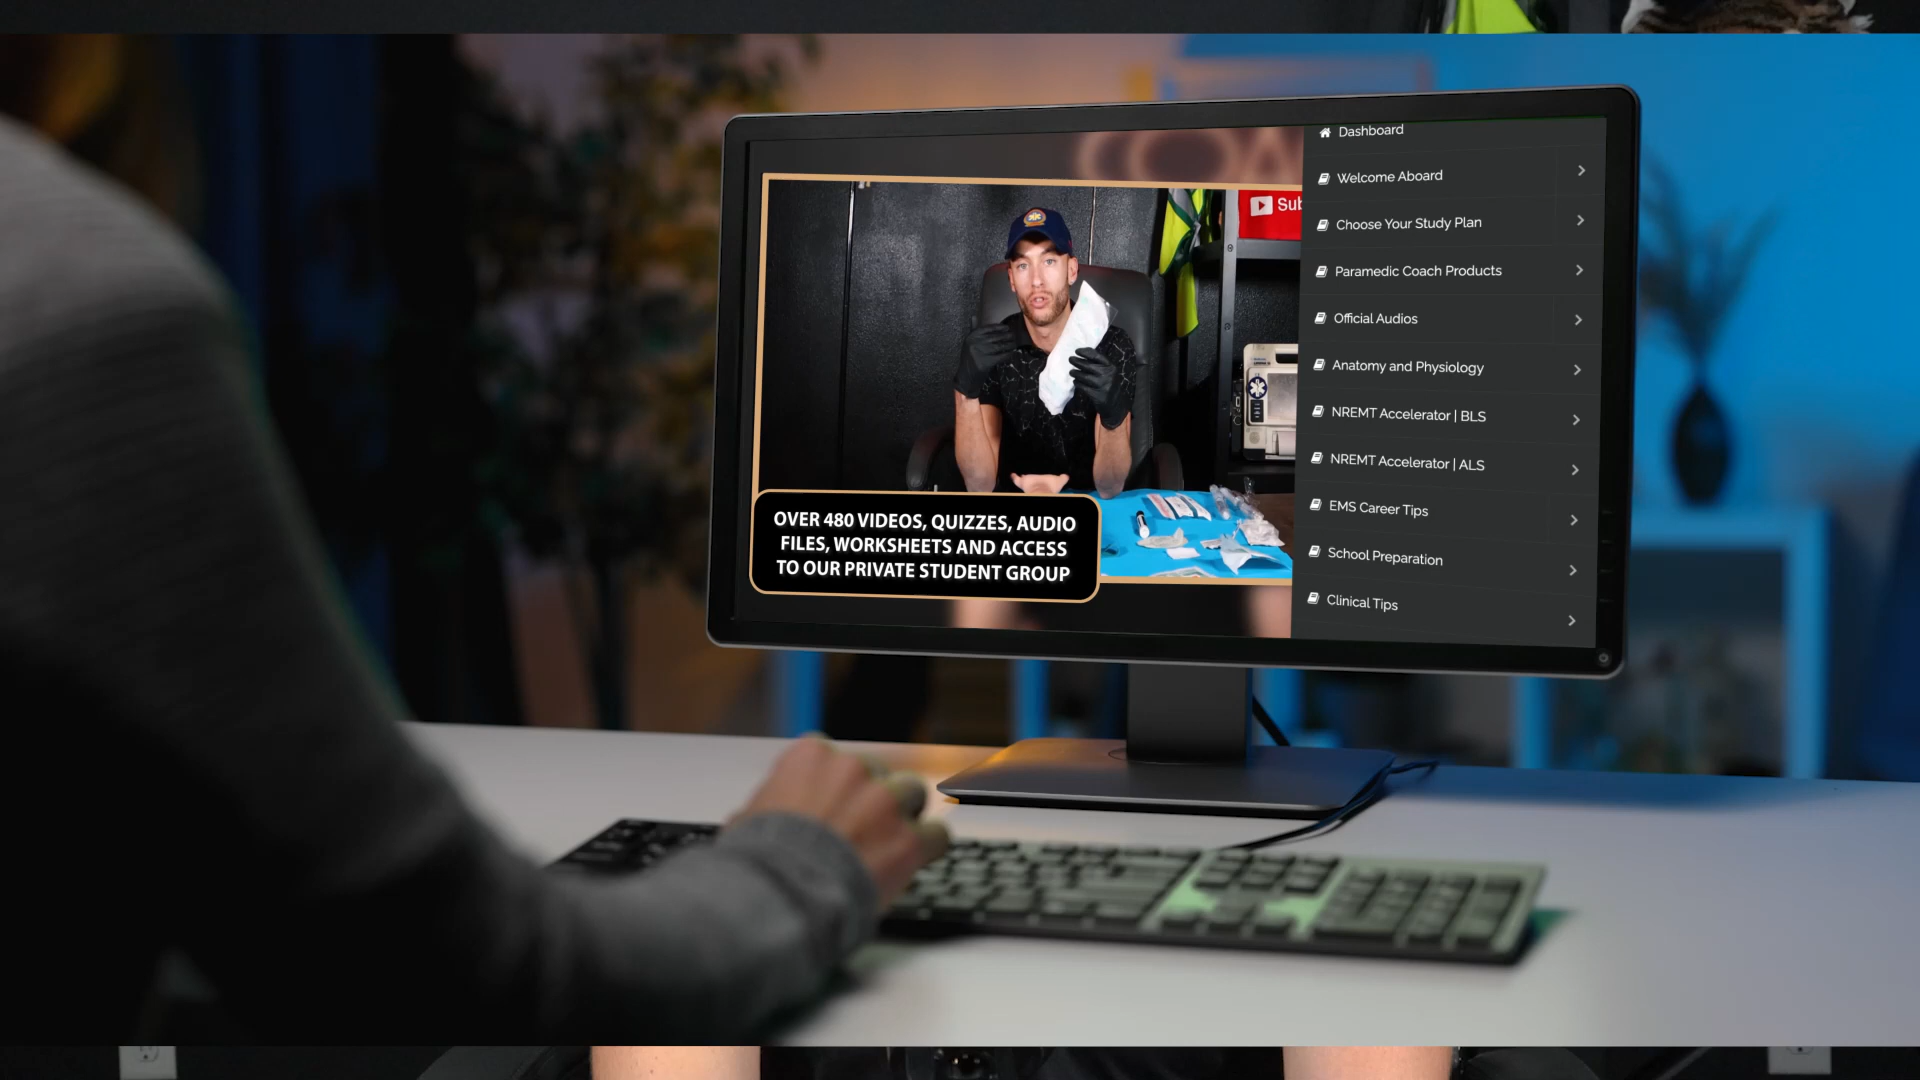 COA
Sub
OVER 480 VIDEOS, QUIZZES, AUDIO
FILES, WORKSHEETS AND ACCESS
TO OUR PRIVATE STUDENT GROUP
Dashboard
Welcome Aboard
Choose Your Study Plan
Paramedic Coach Products
Official Audios
Anatomy and Physiology
NREMT Accelerator | BLS
NREMT Accelerator | ALS
EMS Career Tips
School Preparation
Clinical Tips